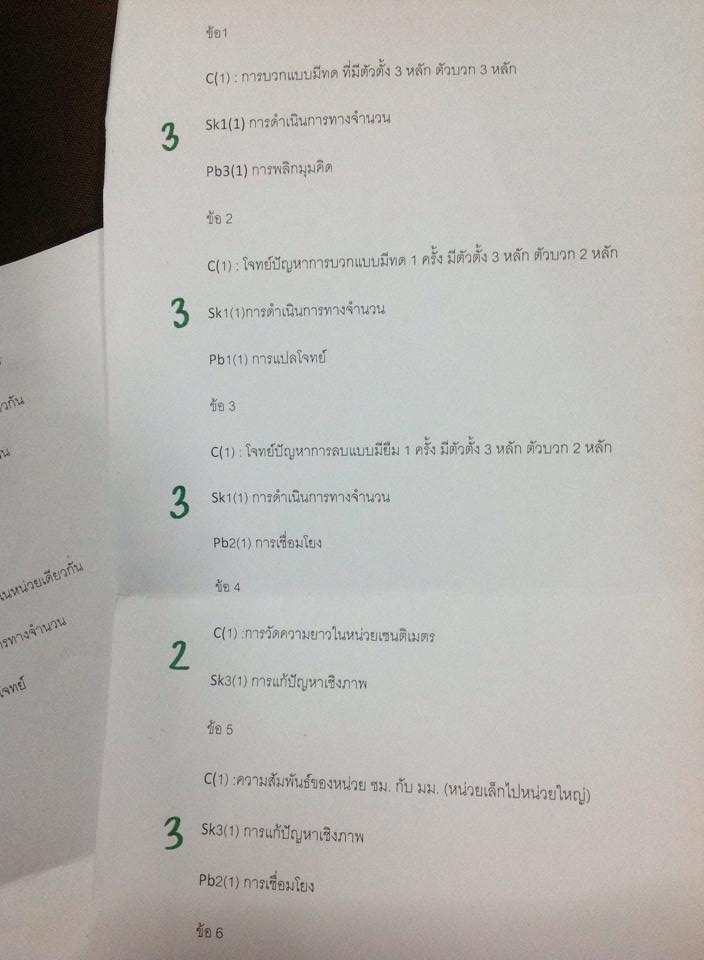 ข้อ1
C(1) : การบวกแบบมีทด ที่มีตัวตั้ง 3 หลัก ตัวบวก 3 หลัก
3
Sk1(1) การดำเนินการทางจำนวน
Pb3(1) การพลิกมุมคิด
ข้อ 2
C(1) : โจทย์ปัญหาการบวกแบบมีทด 1 ครั้ง มีตัวตั้ง 3 หลัก ตัวบวก 2 หลัก
3
Sk1(1)การดำเนินการทางจำนวน
Pb1(1) การแปลโจทย์
ข้อ 3
C(1) : โจทย์ปัญหาการลบแบบมียืม 1 ครั้ง มีตัวตั้ง 3 หลัก ตัวบวก 2 หลัก
3
Sk1(1) การดำเนินการทางจำนวน
Pb2(1) การเชื่อมโยง
ข้อ 4
C(1) :การวัดความยาวในหน่วยเซนติเมตร
2
Sk3(1) การแก้ปัญหาเชิงภาพ
ข้อ 5
C(1) :ความสัมพันธ์ของหน่วย ซม. กับ มม. (หน่วยเล็กไปหน่วยใหญ่)
3
Sk3(1) การแก้ปัญหาเชิงภาพ
Pb2(1) การเชื่อมโยง
ข้อ 6
หน่วยเดียวกัน
ทางจำนวน
โจทย์